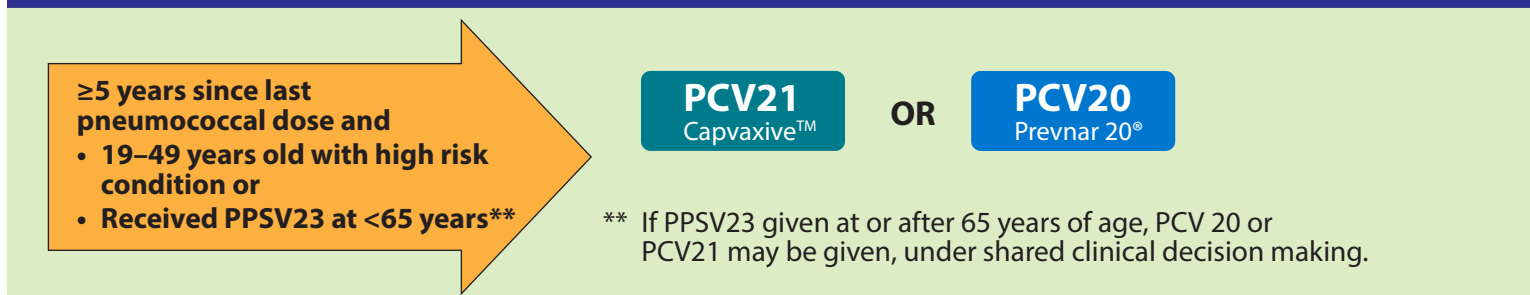 ≥5 years since last
pneumococcal dose and
• 19–49 years old with high risk
condition or
• Received PPSV23 at <65 years**
PCV21
Capvaxive™
OR
PCV20
Prevnar 20®
** If PPSV23 given at or after 65 years of age, PCV 20 or
PCV21 may be given, under shared clinical decision making.